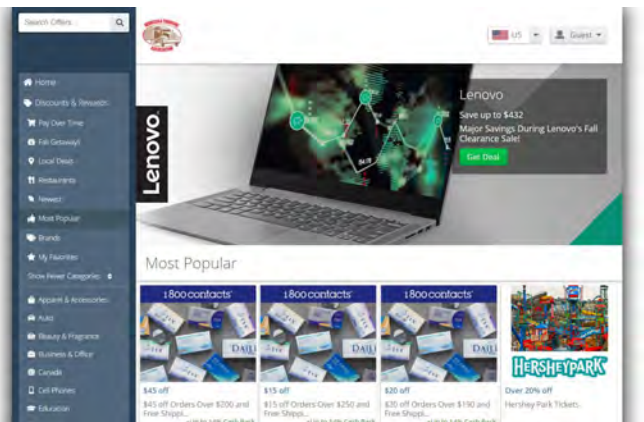 Search Offers
US
Guest
Home
Discounts & Rewards
Pay Over Time
Fall Getaways
Local Deals
Restaurants
Newest
Most Popular
Brands
My Favorites
Show Fewer Categories
Apparel & Accessories
Auto
Beauty & Fragrance
Business & Office
Canada
Cell Phones
Education
Lenovo
Lenovo
Save up to $432
Major Savings During Lenovo's Fall
Clearance Sale!
Get Deal
Most Popular
1800contacts
$45 off
$45 off Orders Over $200 and
Free Shippi...
1800contacts
$15 off
$15 off Orders Over $250 and
Free Shippi...
1800contacts
$20 off
$30 off Orders Over $190 and
Free Shippi...
HERSHEYPARK
Over 20% off
Hershey Park Tickets